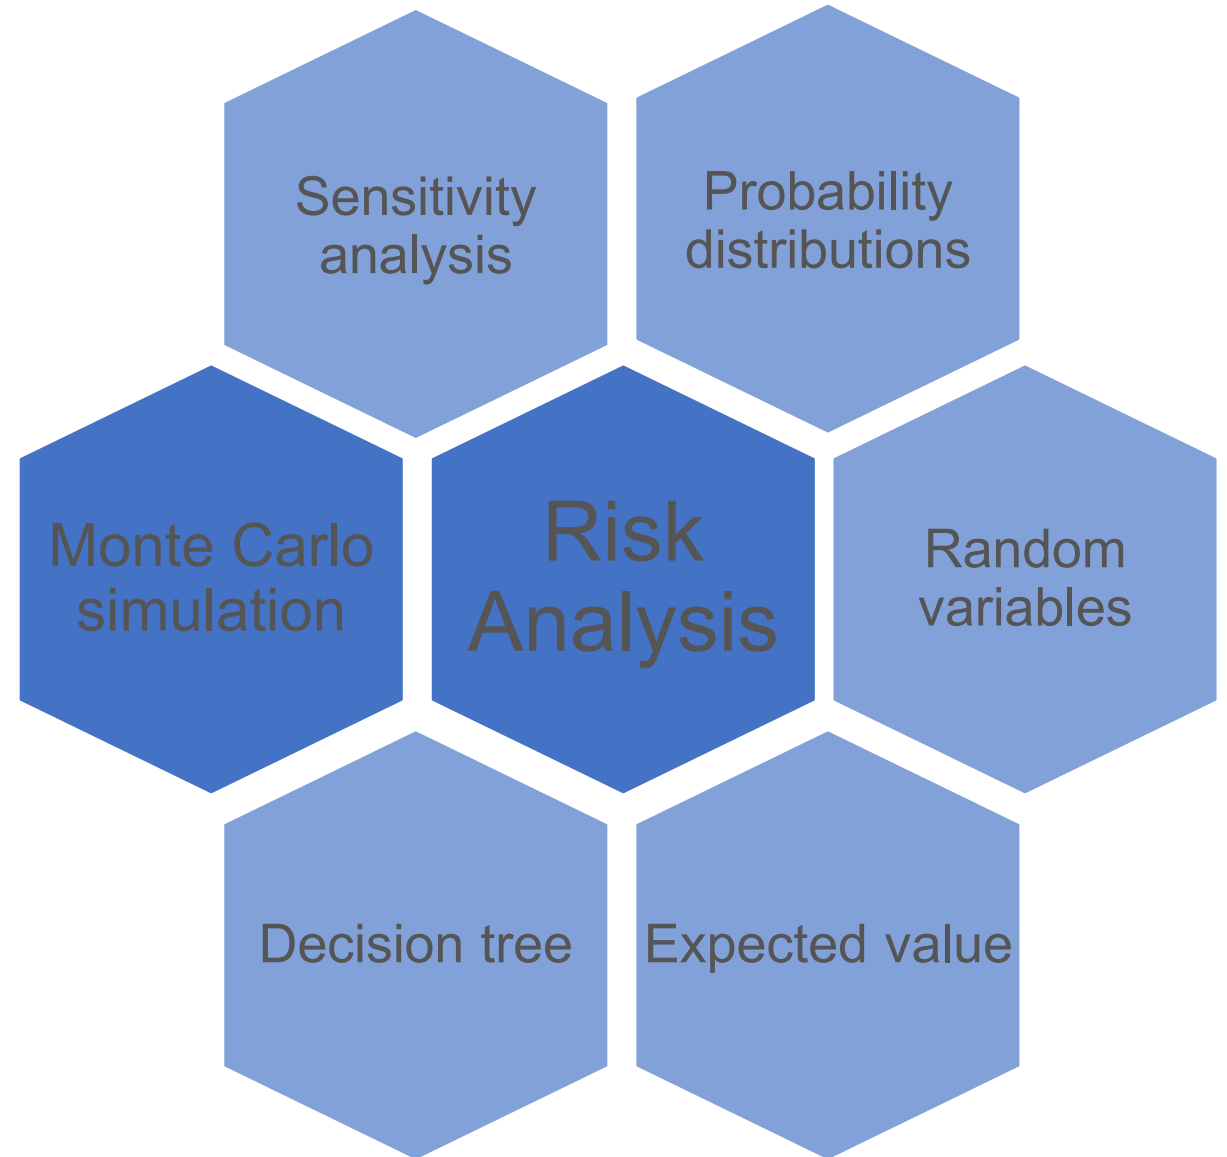 Sensitivity
analysis
Probability
distributions
Monte Carlo
simulation
Risk
Analysis
Random
variables
Decision tree
Expected value